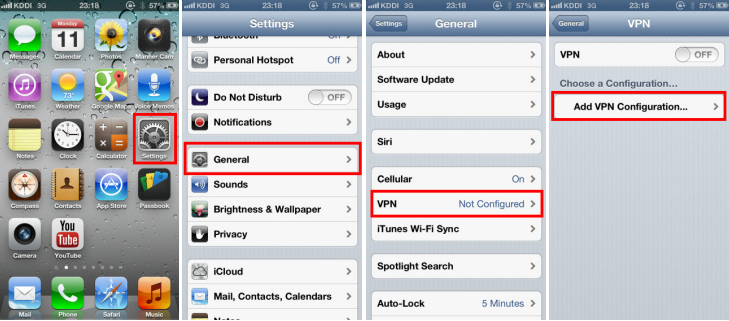 KDDI 3G 23:18 57%
Monday
11
Messages Calendar Photos Manner Cam
73°
iTunes Weather Google Maps Voice Memos
Notes Clock Calculator Settings
Compass Contacts App Store Passbook
You
Tube
Camera YouTube
Mail Phone Safari Music
KDDI 3G 23:18 57%
Settings
Bluetooth On
Personal Hotspot Off
Do Not Disturb OFF
Notifications
General
Sounds
Brightness & Wallpaper
Privacy
iCloud
Mail, Contacts, Calendars
Notes
KDDI 3G 23:18 57%
Settings General
About
Software Update
Usage
Siri
Cellular On
VPN Not Configured
iTunes Wi-Fi Sync
Spotlight Search
Auto-Lock 5 Minutes
KDDI 3G 23:18 57%
General VPN
VPN OFF
Choose a Configuration...
Add VPN Configuration...